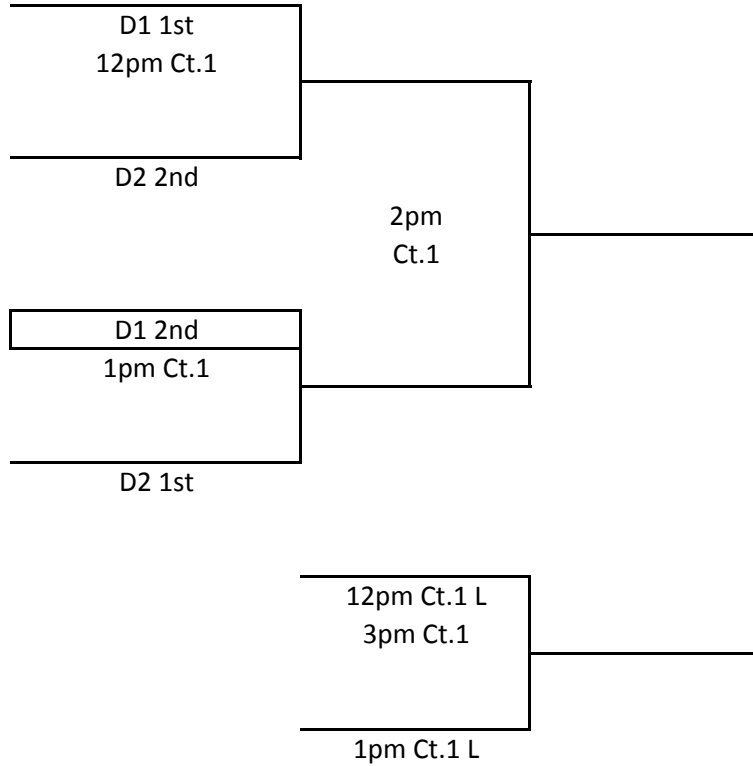 D1 1st
12pm Ct.1
D2 2nd
2pm
Ct.1
D1 2nd
1pm Ct.1
D2 1st
12pm Ct.1 L
3pm Ct.1
1pm Ct.1 L